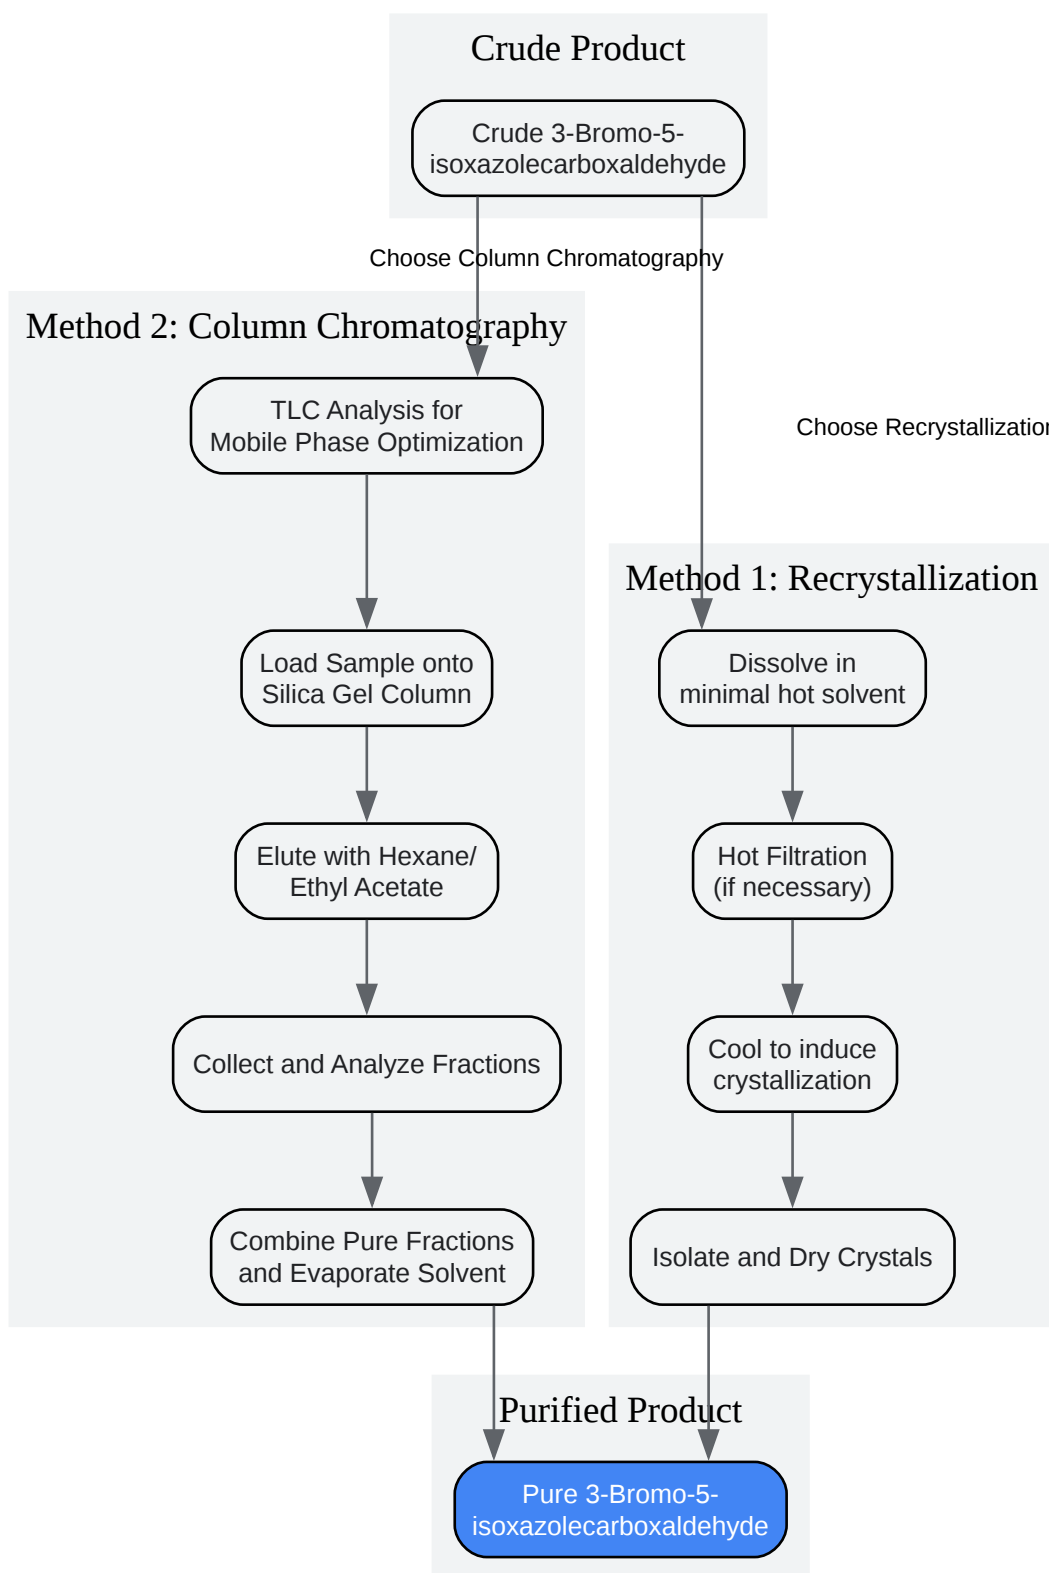 Crude Product
Crude 3-Bromo-5-
isoxazolecarboxaldehyde
Choose Column Chromatography
Method 2: Column Chromatography
TLC Analysis for
Mobile Phase Optimization
Load Sample onto
Silica Gel Column
Elute with Hexane/
Ethyl Acetate
Collect and Analyze Fractions
Combine Pure Fractions
and Evaporate Solvent
Choose Recrystallization
Method 1: Recrystallization
Dissolve in
minimal hot solvent
Hot Filtration
(if necessary)
Cool to induce
crystallization
Isolate and Dry Crystals
Purified Product
Pure 3-Bromo-5-
isoxazolecarboxaldehyde